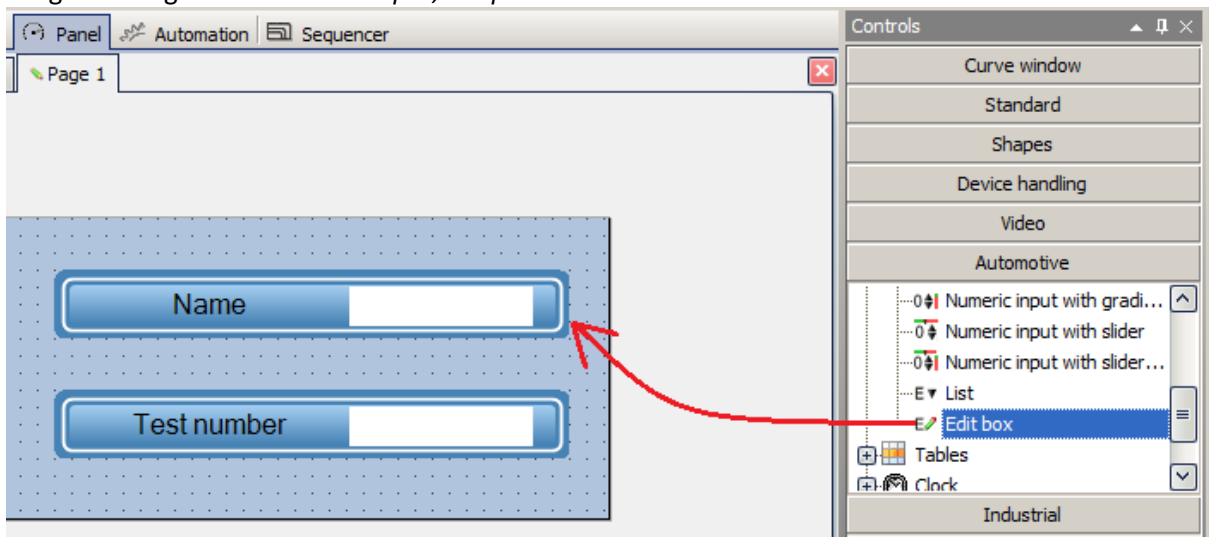 Panel Automation Sequencer
Page 1
Name
Test number
Controls
Curve window
Standard
Shapes
Device handling
Video
Automotive
Numeric input with gradi...
Numeric input with slider
Numeric input with slider...
List
Edit box
Tables
Clock
Industrial